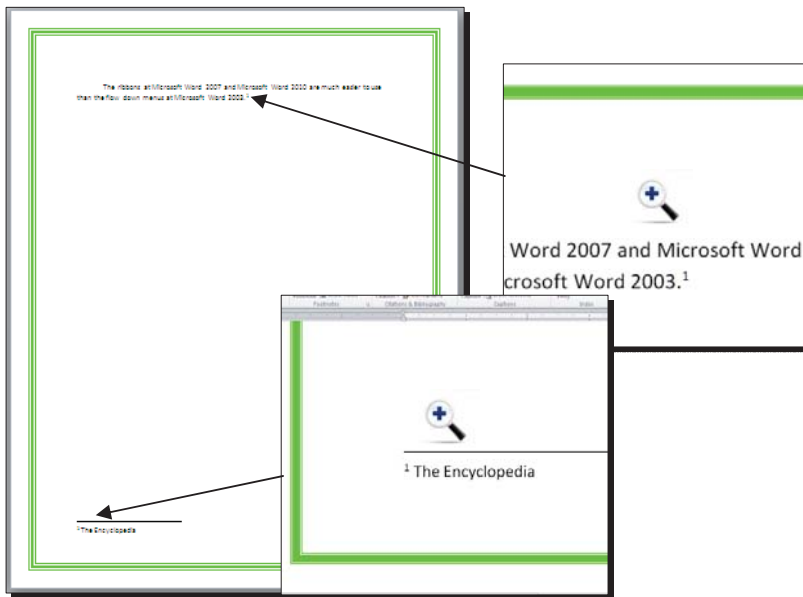 The ribbons at Microsoft Word 2007 and Microsoft Word 2010 are much easier to use
than the flow down menus at Microsoft Word 2003.1
Word 2007 and Microsoft Word
crosoft Word 2003.1
Footnotes Citations & Bibliography Captions Index
1 The Encyclopedia
1 The Encyclopedia